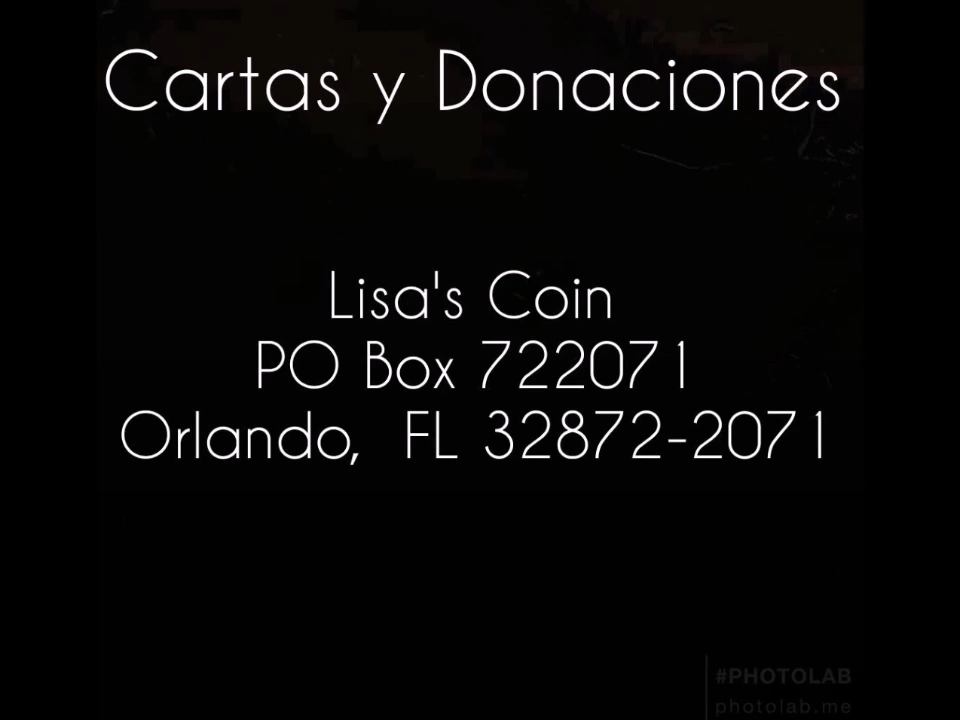 Cartas y Donaciones
Lisa's Coin
PO Box 722071
Orlando, FL 32872-2071
#PHOTOLAB
photolab.me